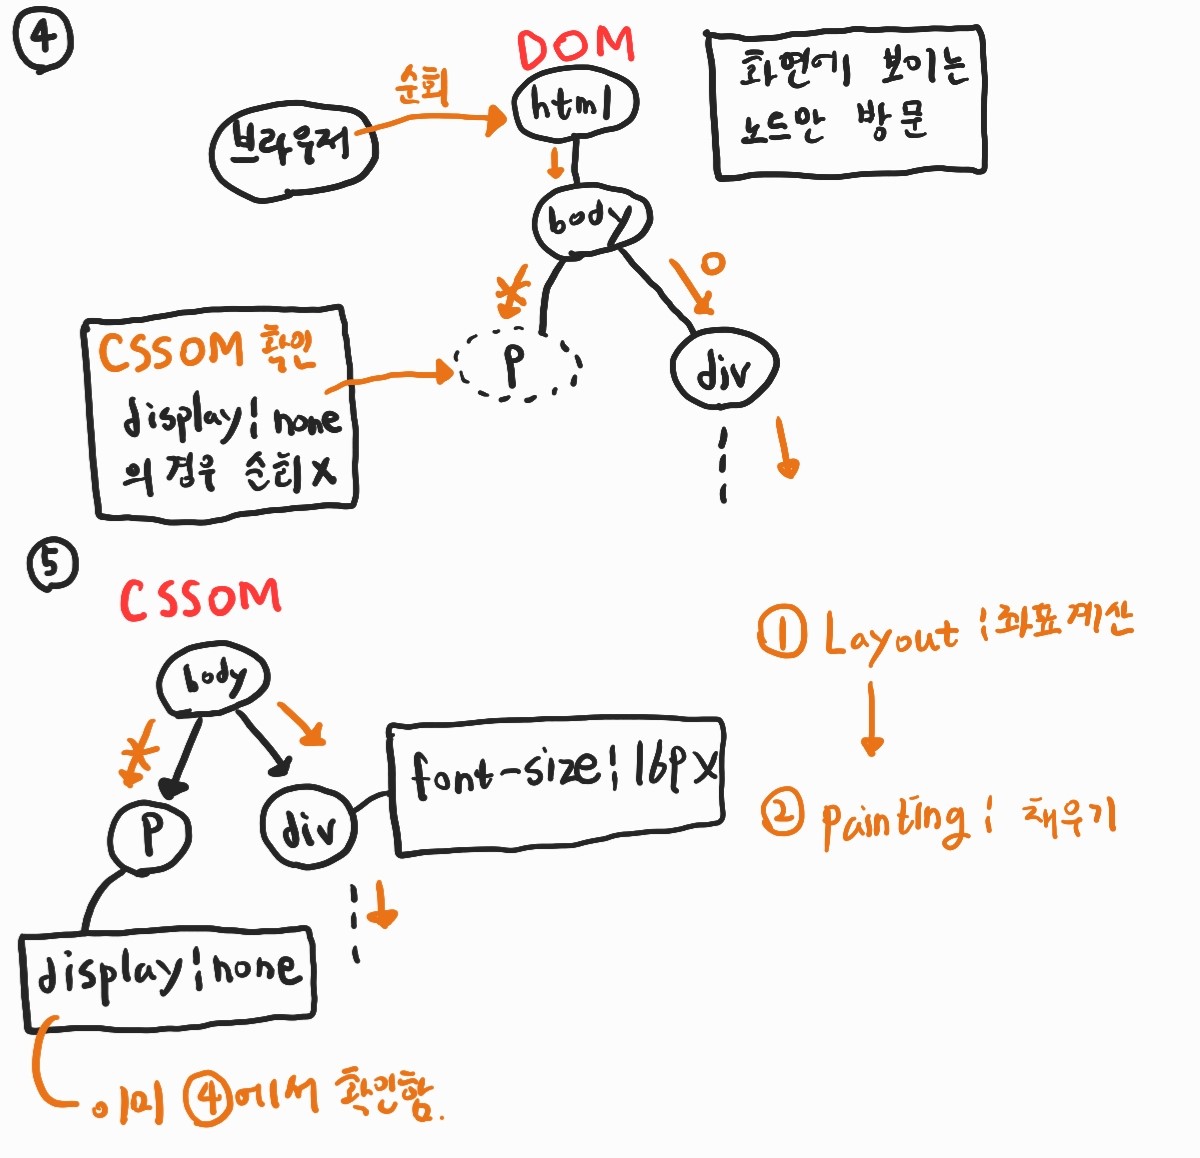 ④
DOM
순회
브라우저
html
body
p
div
화면에 보이는
노드만 방문
CSSOM 확인
display: none
의 경우 순회 X
⑤
CSSOM
body
p
div
font-size: 16px
display: none
이미 ④에서 확인함.
① Layout : 좌표계산
② painting : 채우기